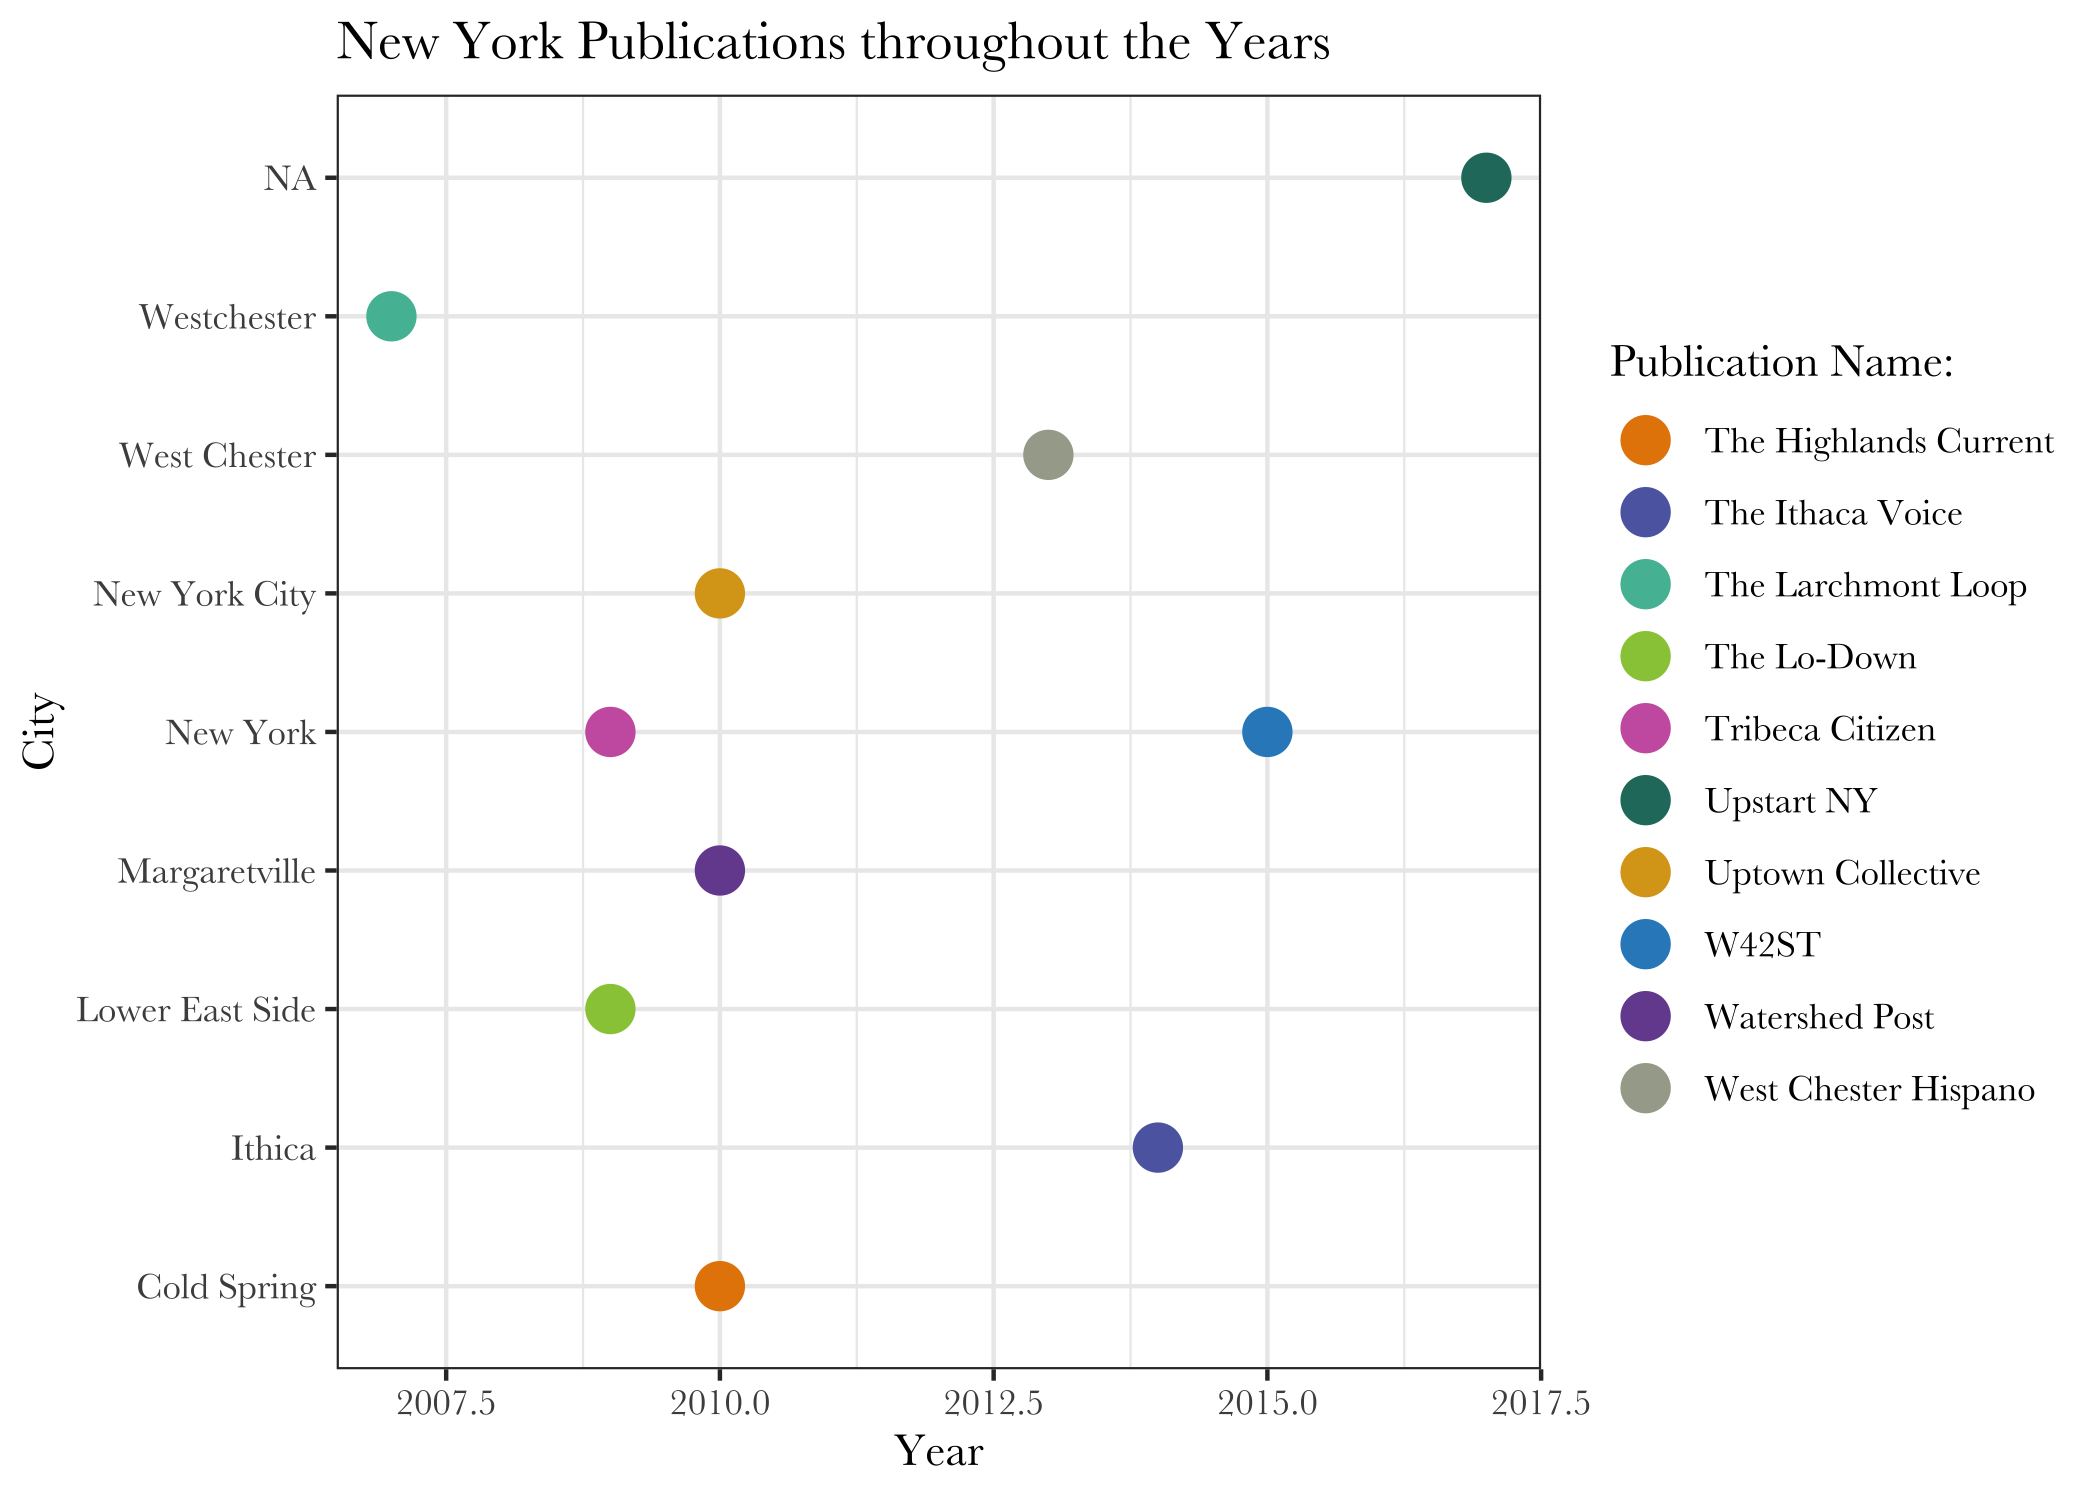 New York Publications throughout the Years
NA
Westchester
West Chester
New York City
New York
Margaretville
Lower East Side
Ithica
Cold Spring
City
2007.5
2010.0
2012.5
2015.0
2017.5
Year
Publication Name:
The Highlands Current
The Ithaca Voice
The Larchmont Loop
The Lo-Down
Tribeca Citizen
Upstart NY
Uptown Collective
W42ST
Watershed Post
West Chester Hispano